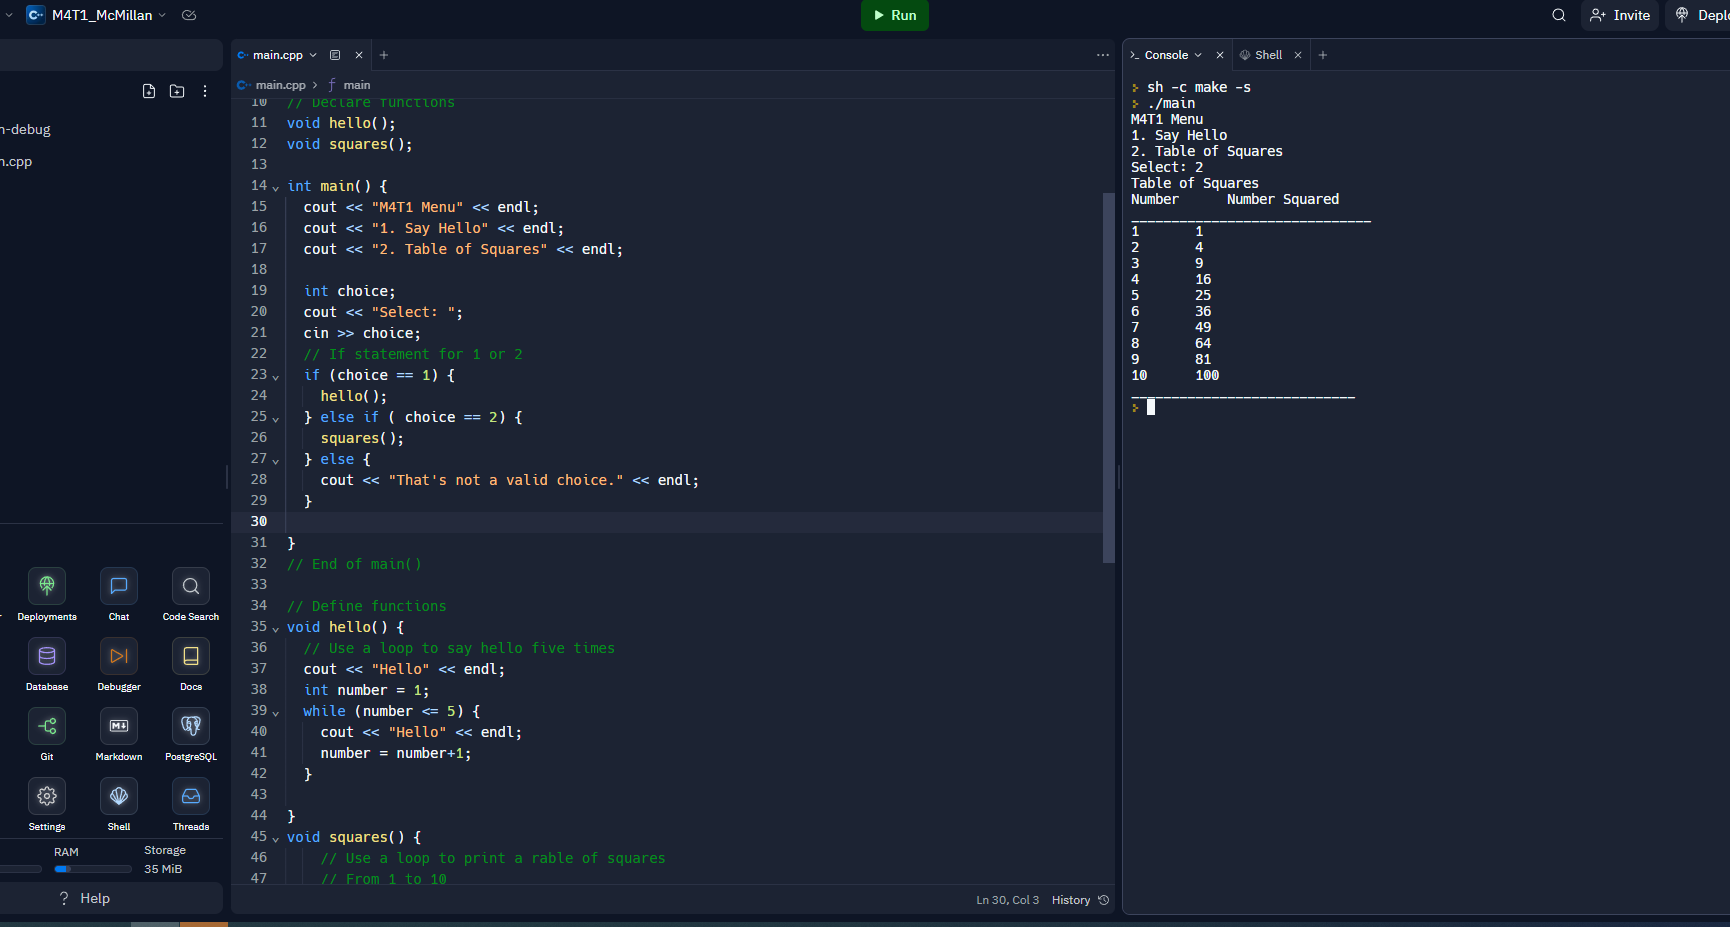 M4T1_McMillan
Run
Invite
Deplo
n-debug
n.cpp
Deployments
Chat
Code Search
Database
Debugger
Docs
Git
Markdown
PostgreSQL
Settings
Shell
Threads
RAM
Storage
35 MiB
? Help
main.cpp
main.cpp > f main
10 // Declare functions
11 void hello();
12 void squares();
13
14 int main() {
15 cout << "M4T1 Menu" << endl;
16 cout << "1. Say Hello" << endl;
17 cout << "2. Table of Squares" << endl;
18
19 int choice;
20 cout << "Select: ";
21 cin >> choice;
22 // If statement for 1 or 2
23 if (choice == 1) {
24 hello();
25 } else if ( choice == 2) {
26 squares();
27 } else {
28 cout << "That's not a valid choice." << endl;
29 }
30
31 }
32 // End of main()
33
34 // Define functions
35 void hello() {
36 // Use a loop to say hello five times
37 cout << "Hello" << endl;
38 int number = 1;
39 while (number <= 5) {
40 cout << "Hello" << endl;
41 number = number+1;
42 }
43
44 }
45 void squares() {
46 // Use a loop to print a rable of squares
47 // From 1 to 10
Ln 30, Col 3 History
>_ Console
Shell
sh -c make -s
./main
M4T1 Menu
1. Say Hello
2. Table of Squares
Select: 2
Table of Squares
Number Number Squared
______________________________
1 1
2 4
3 9
4 16
5 25
6 36
7 49
8 64
9 81
10 100
____________________________